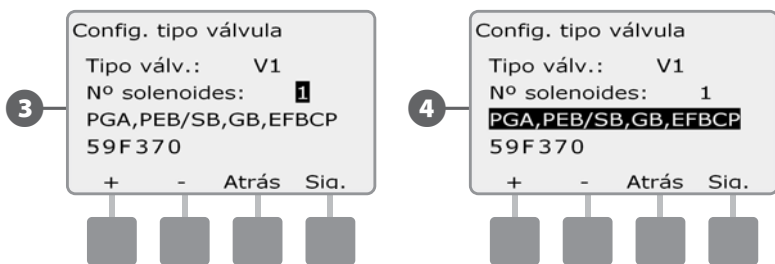 3
Config. tipo válvula
Tipo válv.: V1
Nº solenoides: 1
PGA,PEB/SB,GB,EFBCP
59F370
+ - Atrás Sig.
4
Config. tipo válvula
Tipo válv.: V1
Nº solenoides: 1
PGA,PEB/SB,GB,EFBCP
59F370
+ - Atrás Sig.